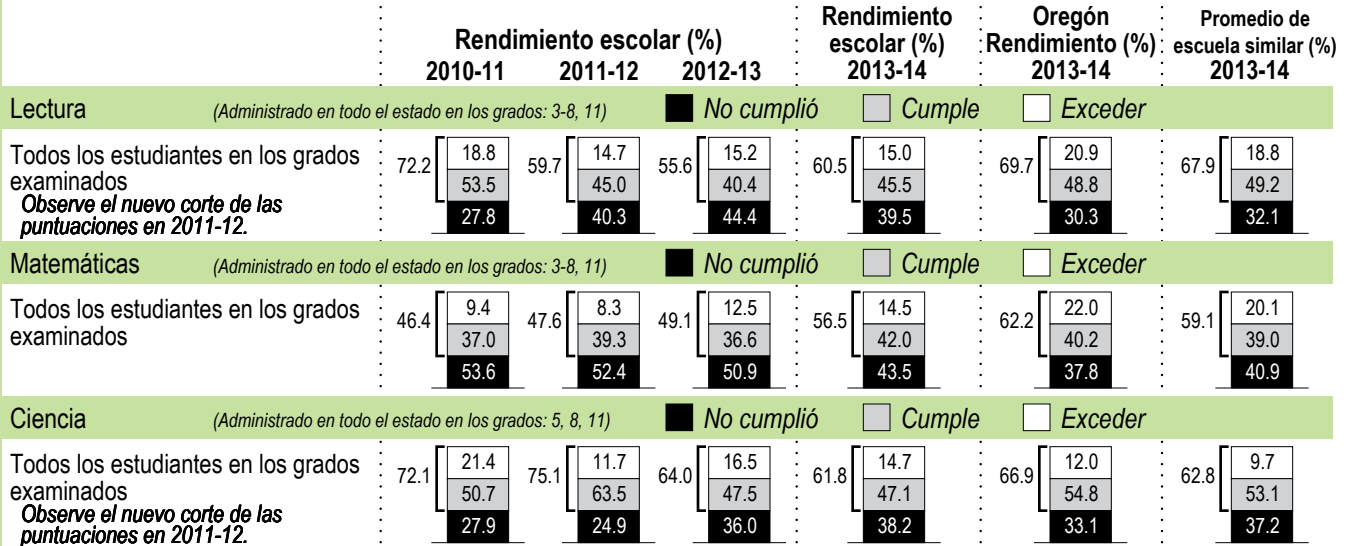 Rendimiento escolar (%)
2010-11 2011-12 2012-13
Rendimiento
escolar (%)
2013-14
Oregón
Rendimiento (%)
2013-14
Promedio de
escuela similar (%)
2013-14
Lectura (Administrado en todo el estado en los grados: 3-8, 11) No cumplió Cumple Exceder
Todos los estudiantes en los grados
examinados
Observe el nuevo corte de las
puntuaciones en 2011-12.
72.2 18.8 59.7 14.7 55.6 15.2 60.5 15.0 69.7 20.9 67.9 18.8
53.5 45.0 40.4 45.5 48.8 49.2
27.8 40.3 44.4 39.5 30.3 32.1
Matemáticas (Administrado en todo el estado en los grados: 3-8, 11) No cumplió Cumple Exceder
Todos los estudiantes en los grados
examinados
46.4 9.4 47.6 8.3 49.1 12.5 56.5 14.5 62.2 22.0 59.1 20.1
37.0 39.3 36.6 42.0 40.2 39.0
53.6 52.4 50.9 43.5 37.8 40.9
Ciencia (Administrado en todo el estado en los grados: 5, 8, 11) No cumplió Cumple Exceder
Todos los estudiantes en los grados
examinados
Observe el nuevo corte de las
puntuaciones en 2011-12.
72.1 21.4 75.1 11.7 64.0 16.5 61.8 14.7 66.9 12.0 62.8 9.7
50.7 63.5 47.5 47.1 54.8 53.1
27.9 24.9 36.0 38.2 33.1 37.2